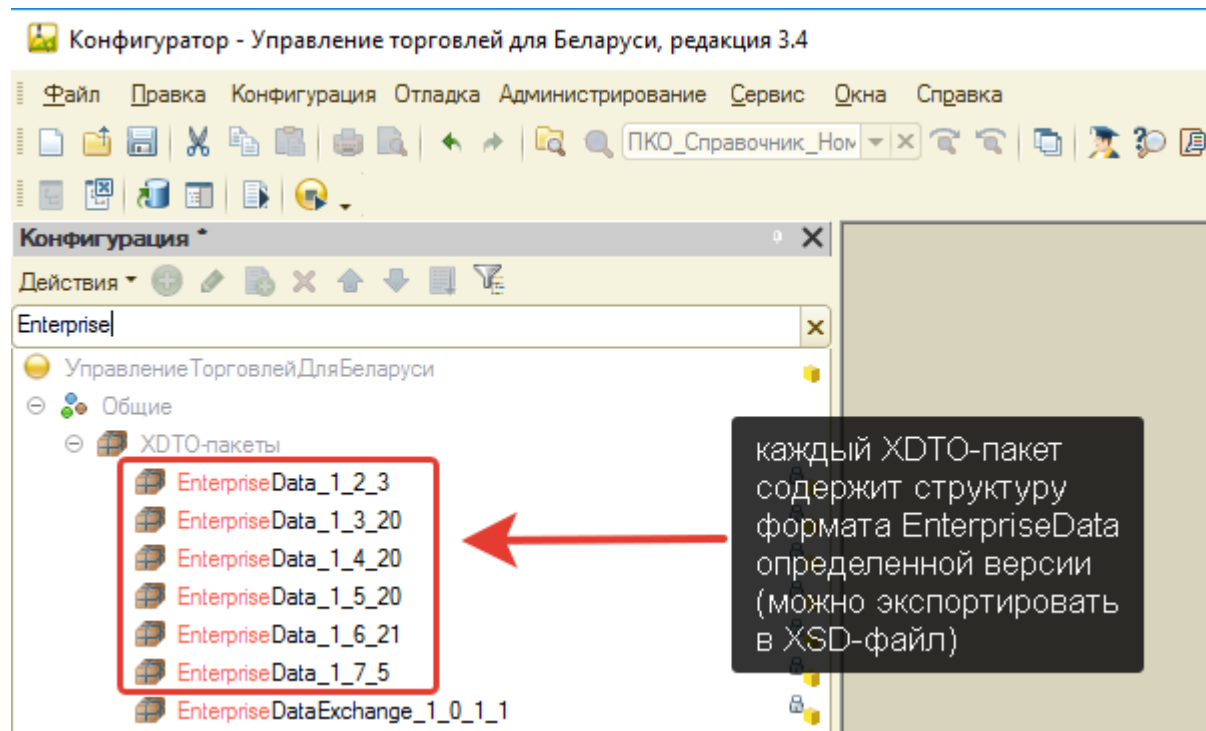 Конфигуратор - Управление торговлей для Беларуси, редакция 3.4
Файл Правка Конфигурация Отладка Администрирование Сервис Окна Справка
ПКО_Справочник_Ном
Конфигурация *
Действия
Enterprise
УправлениеТорговлейДляБеларуси
Общие
XDTO-пакеты
EnterpriseData_1_2_3
EnterpriseData_1_3_20
EnterpriseData_1_4_20
EnterpriseData_1_5_20
EnterpriseData_1_6_21
EnterpriseData_1_7_5
EnterpriseDataExchange_1_0_1_1
каждый XDTO-пакет
содержит структуру
формата EnterpriseData
определенной версии
(можно экспортировать
в XSD-файл)